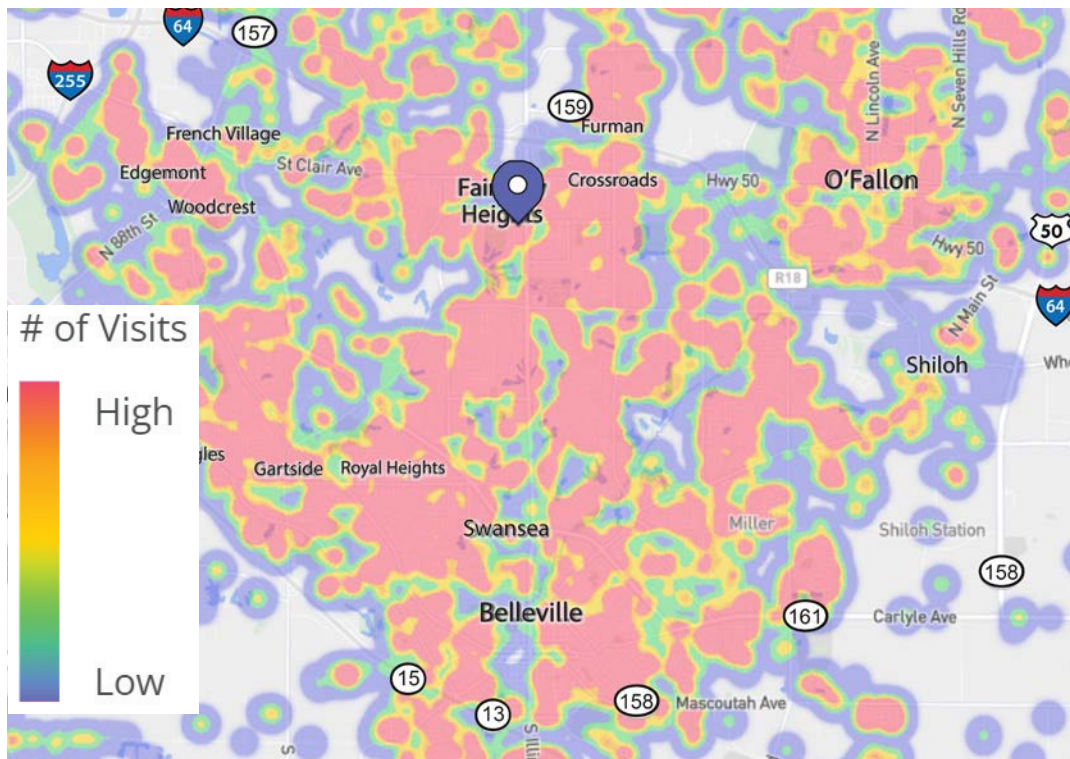 64
157
255
159
Furman
French Village
N Lincoln Ave
N Seven Hills Rd
St Clair Ave
Edgemont
Crossroads
Hwy 50
O'Fallon
Heights
Woodcrest
N 88th St
50
Hwy 50
R18
64
N Main St
# of Visits
High
Low
Shiloh
Gartside
Royal Heights
Swansea
Miller
Shiloh Station
158
Belleville
161
Carlyle Ave
15
13
158
Mascoutah Ave